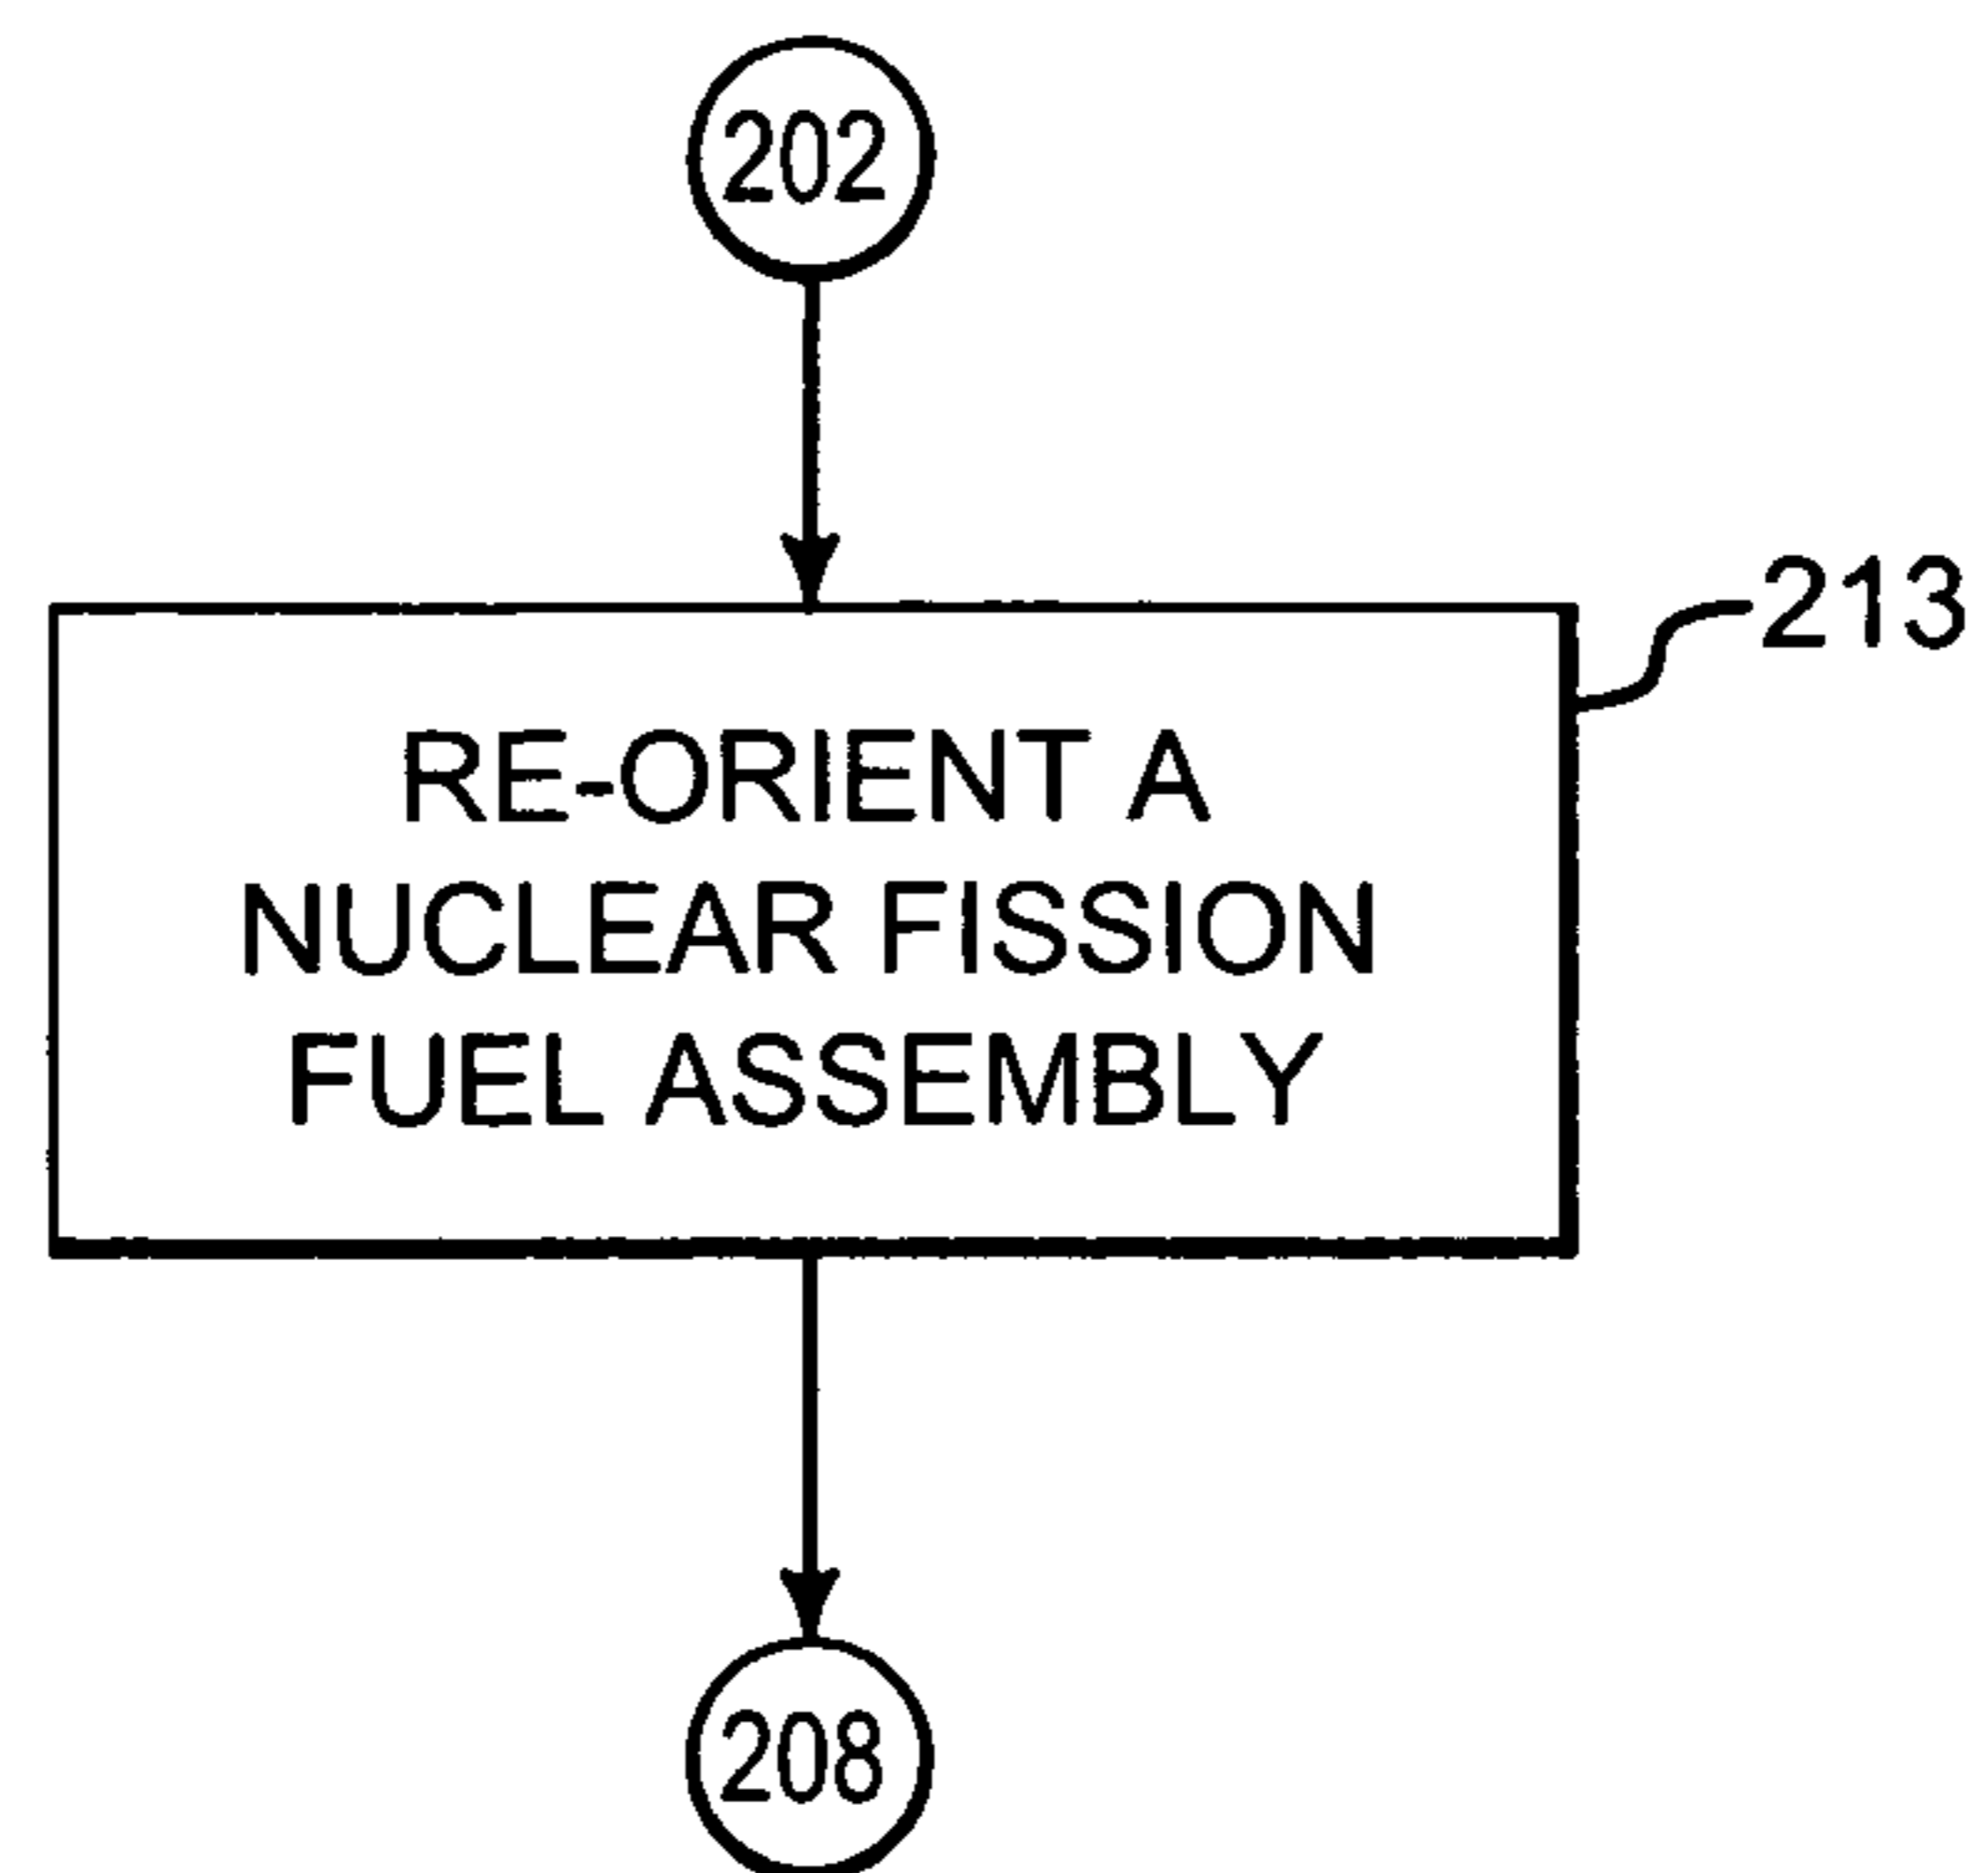 202
213
RE-ORIENT A
NUCLEAR FISSION
FUEL ASSEMBLY
208